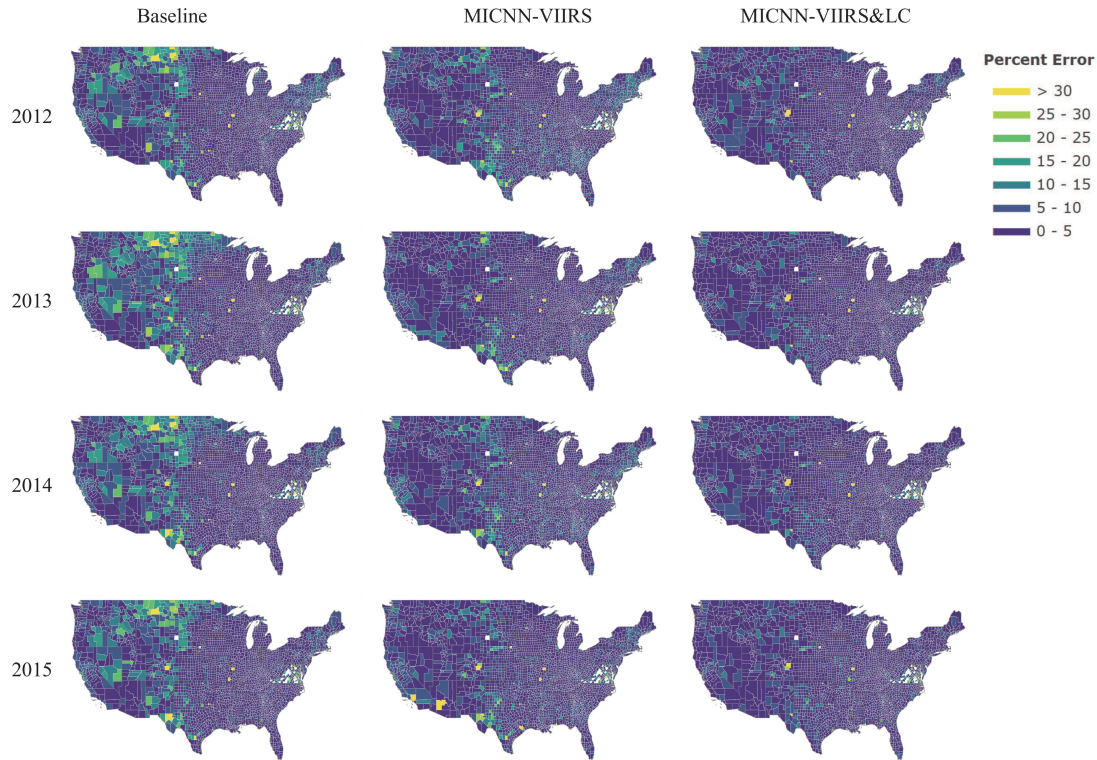 Baseline MICNN-VIIRS MICNN-VIIRS&LC
Percent Error
> 30
25 - 30
20 - 25
15 - 20
10 - 15
5 - 10
0 - 5
2012
2013
2014
2015